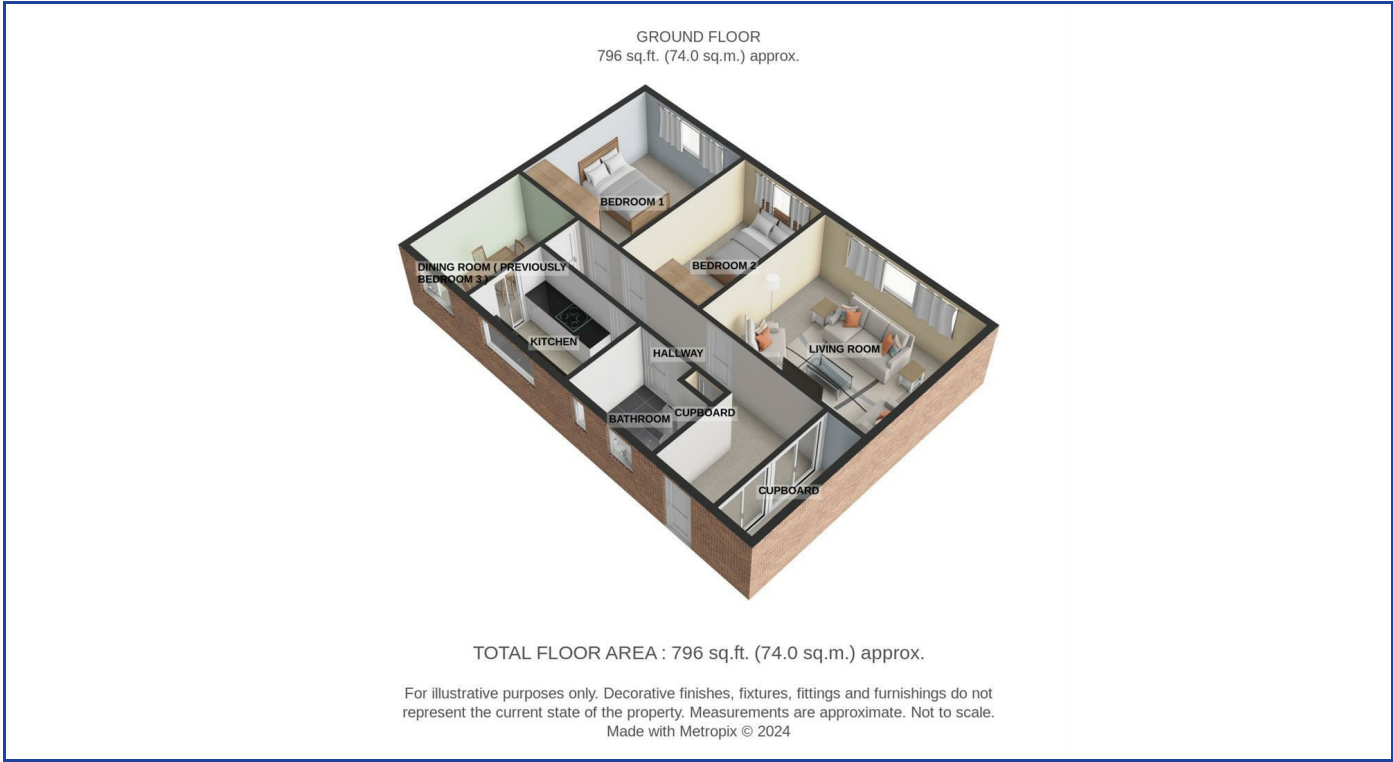 GROUND FLOOR
796 sq.ft. (74.0 sq.m.) approx.
BEDROOM 1
BEDROOM 2
DINING ROOM ( PREVIOUSLY
BEDROOM 3 )
KITCHEN
HALLWAY
LIVING ROOM
BATHROOM
CUPBOARD
CUPBOARD
TOTAL FLOOR AREA : 796 sq.ft. (74.0 sq.m.) approx.
For illustrative purposes only. Decorative finishes, fixtures, fittings and furnishings do not
represent the current state of the property. Measurements are approximate. Not to scale.
Made with Metropix © 2024